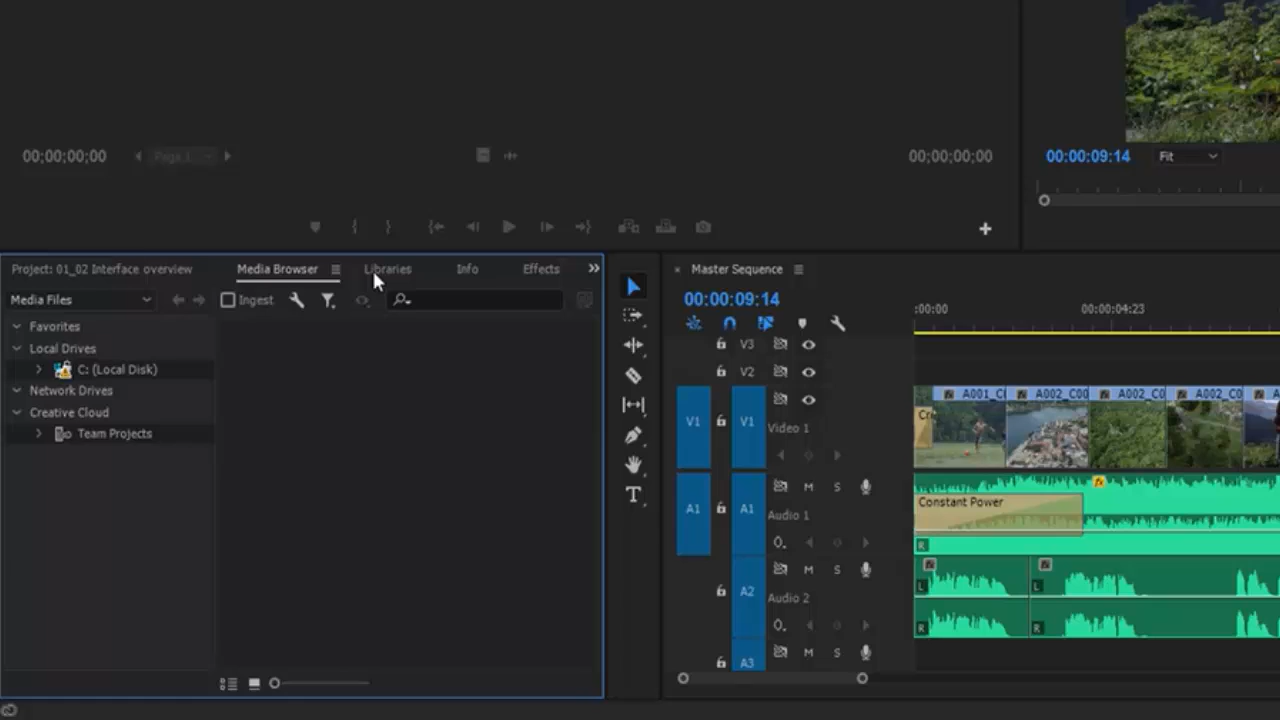 00;00;00;00
Page 1
00;00;00;00
00:00:09:14
Fit
Project: 01_02 Interface overview
Media Browser
Libraries
Info
Effects
Media Files
Ingest
Favorites
Local Drives
C: (Local Disk)
Network Drives
Creative Cloud
Team Projects
Master Sequence
00:00:09:14
:00:00
00:00:04:23
V3
V2
V1
V1
Video 1
A1
A1
M
S
Audio 1
A2
M
S
Audio 2
A3
M
S
A001_C
A002_C00
A002_C0
A002_C0
A
fx
Constant Power
R
L
L
R
R